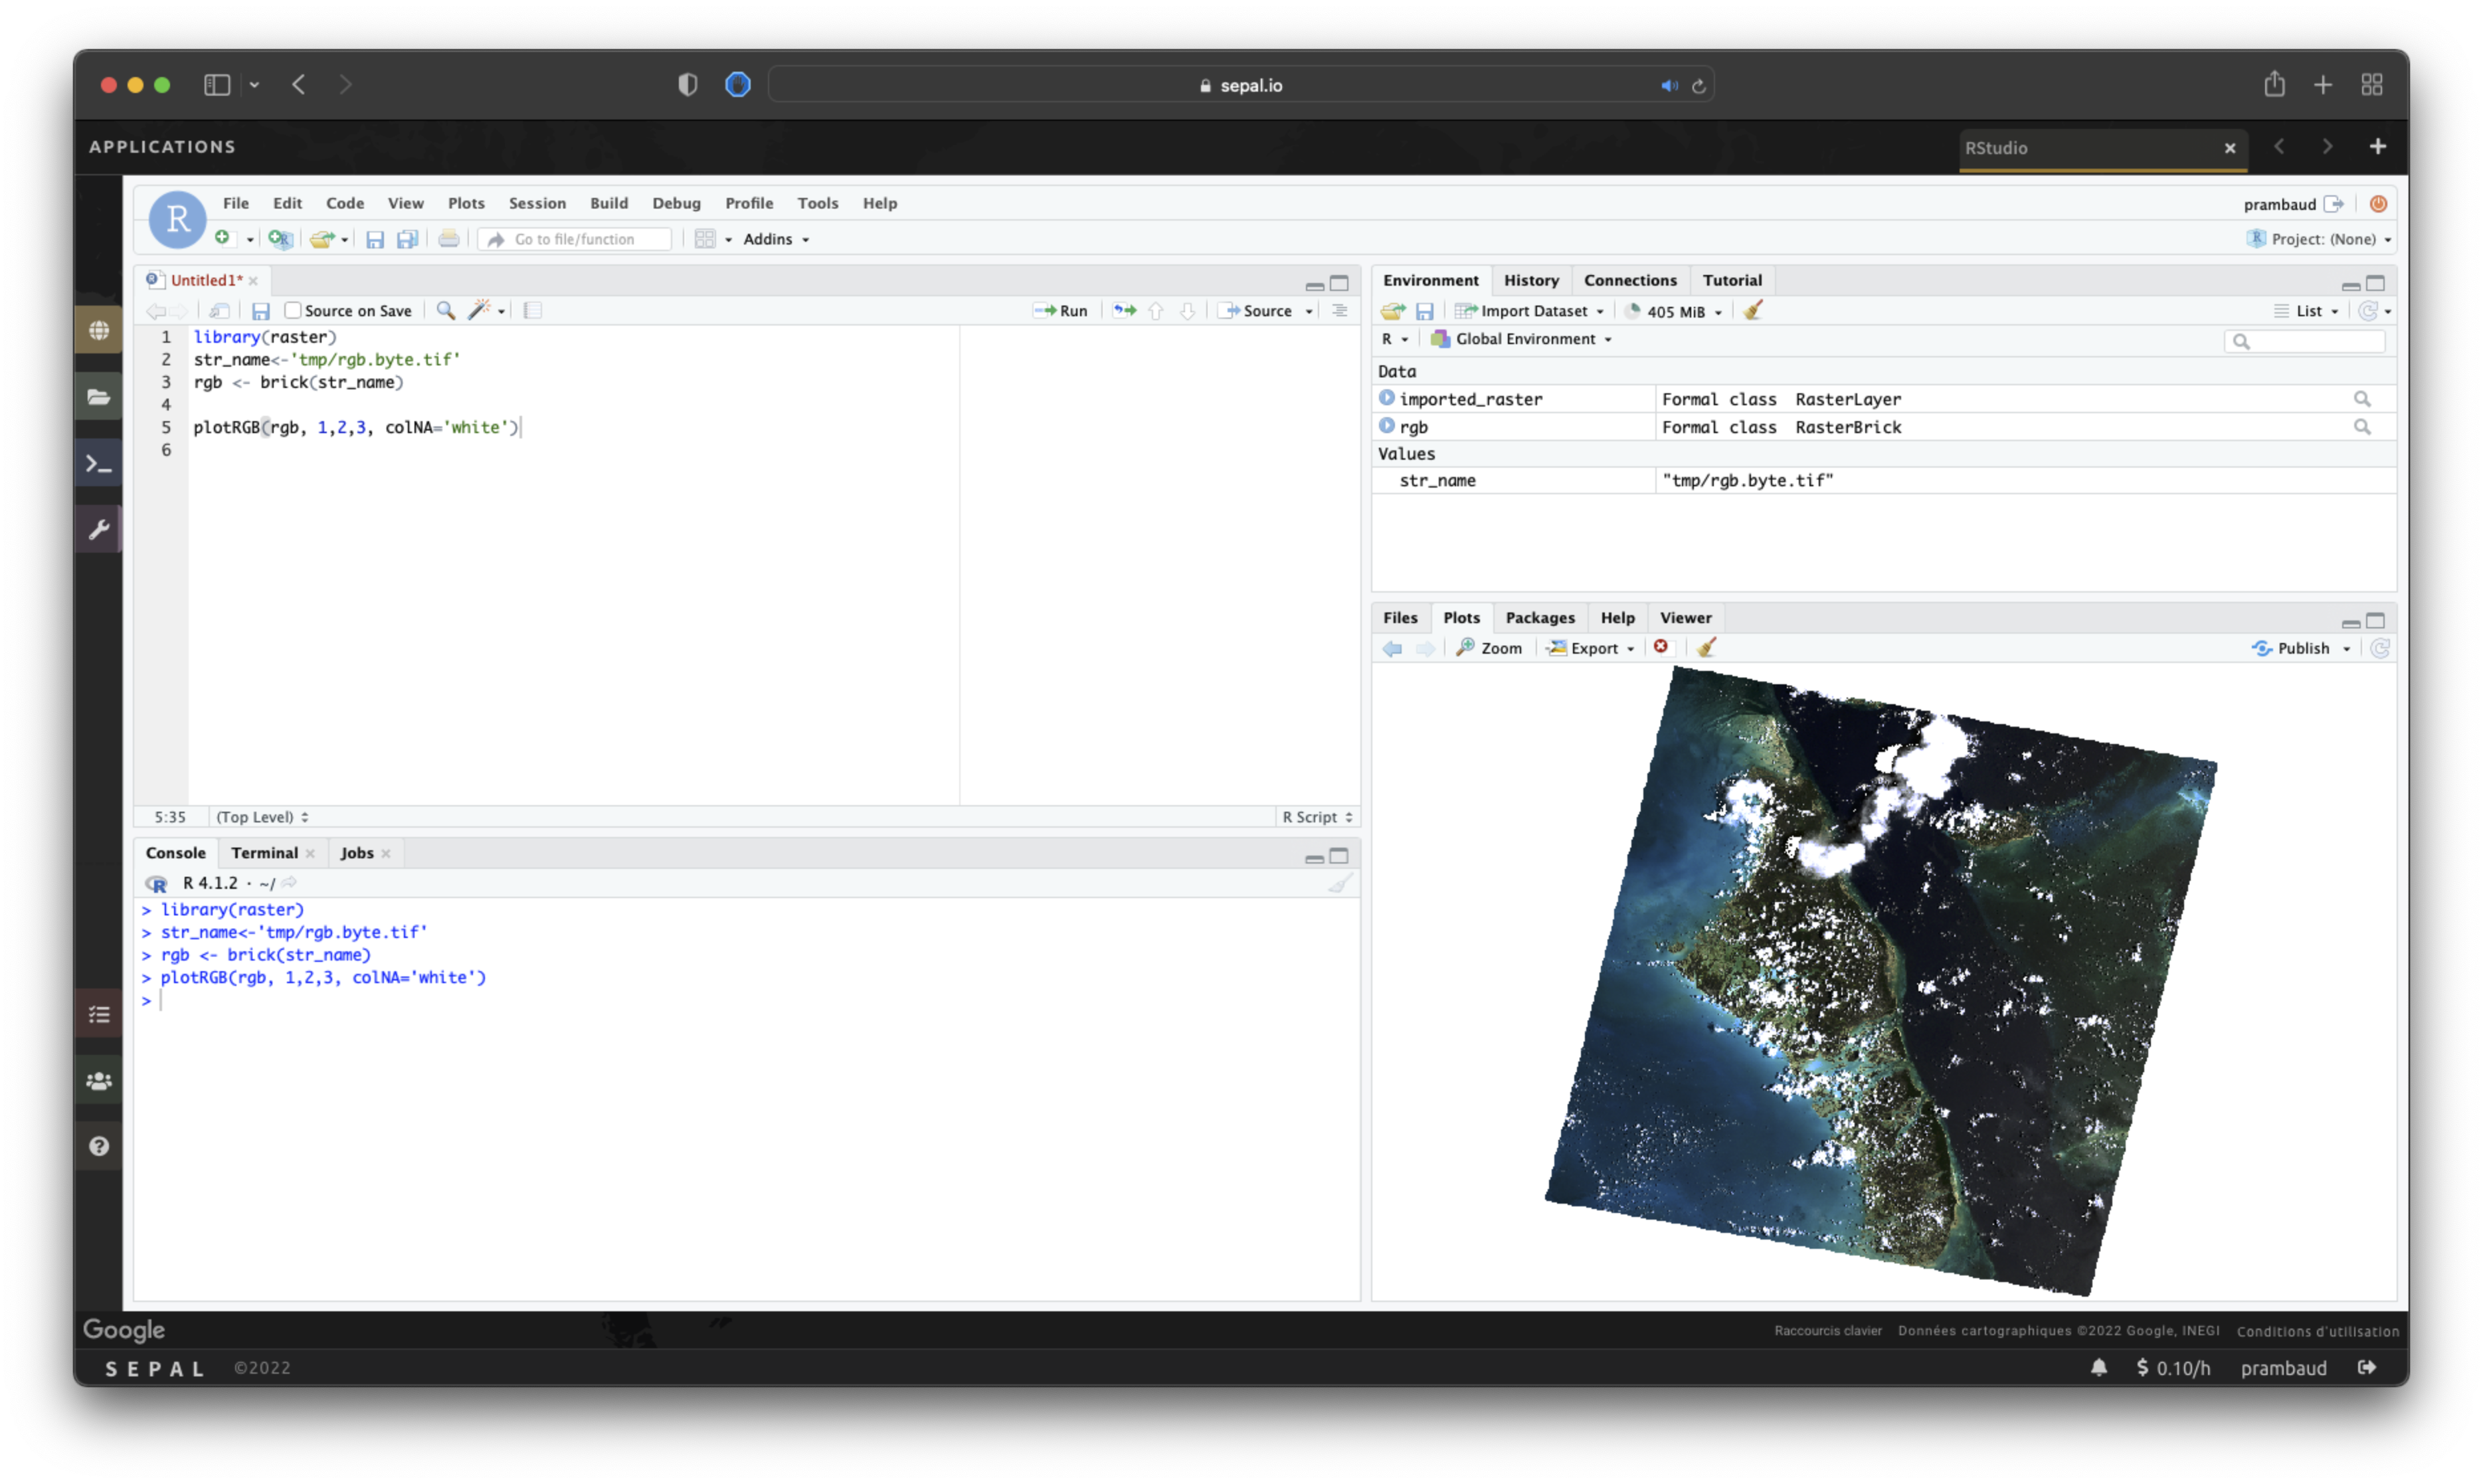 sepal.io
APPLICATIONS
RStudio
R
File Edit Code View Plots Session Build Debug Profile Tools Help
prambaud
Go to file/function
Addins
Project: (None)
Untitled1*
Source on Save
Run
Source
1 library(raster)
2 str_name<-'tmp/rgb.byte.tif'
3 rgb <- brick(str_name)
4
5 plotRGB(rgb, 1,2,3, colNA='white')
6
5:35 (Top Level)
R Script
Console Terminal Jobs
R 4.1.2 · ~/
> library(raster)
> str_name<-'tmp/rgb.byte.tif'
> rgb <- brick(str_name)
> plotRGB(rgb, 1,2,3, colNA='white')
>
Environment History Connections Tutorial
Import Dataset 405 MiB List
R Global Environment
Data
imported_raster Formal class RasterLayer
rgb Formal class RasterBrick
Values
str_name "tmp/rgb.byte.tif"
Files Plots Packages Help Viewer
Zoom Export Publish
Google
Raccourcis clavier Données cartographiques ©2022 Google, INEGI Conditions d'utilisation
SEPAL ©2022
$ 0.10/h prambaud